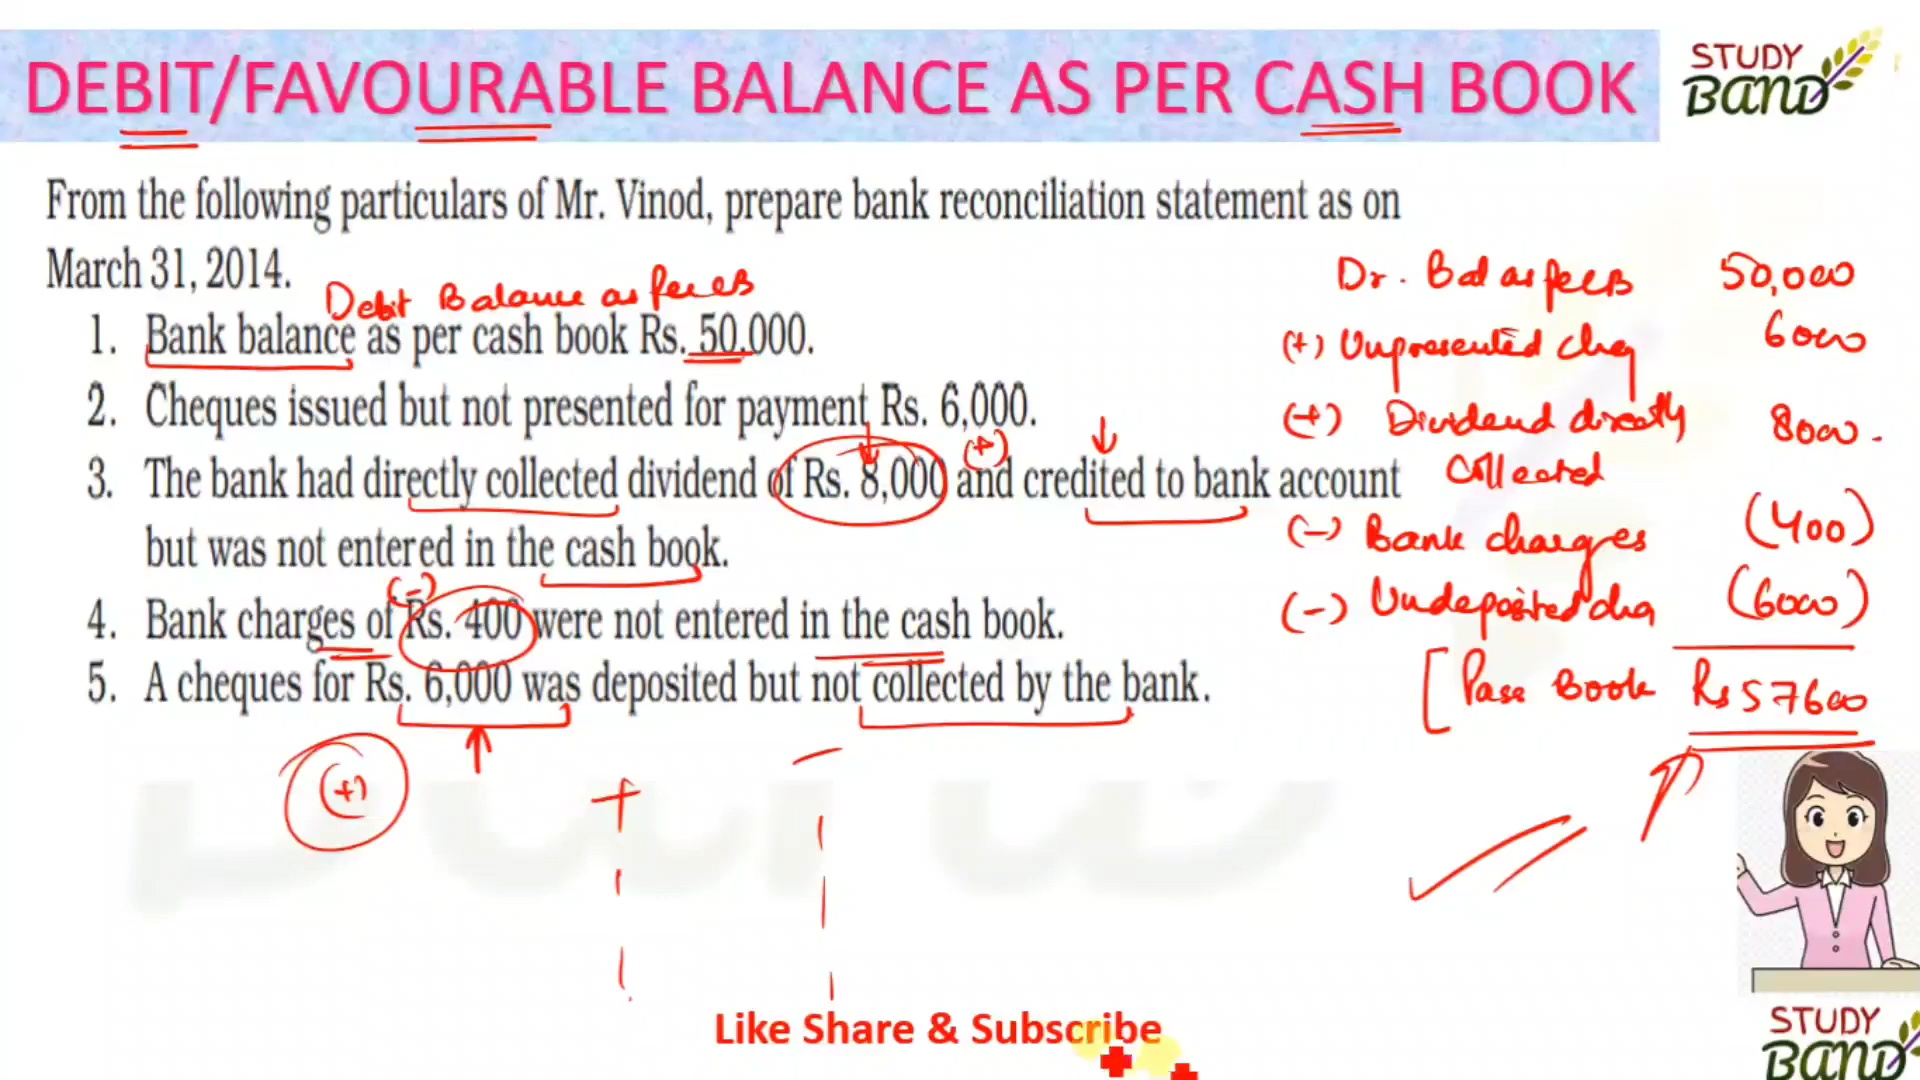 DEBIT/FAVOURABLE BALANCE AS PER CASH BOOK
STUDY
BAND
From the following particulars of Mr. Vinod, prepare bank reconciliation statement as on
March 31, 2014.
Debit Balance as per CB
1. Bank balance as per cash book Rs. 50,000.
2. Cheques issued but not presented for payment Rs. 6,000.
(+)
3. The bank had directly collected dividend of Rs. 8,000 and credited to bank account
but was not entered in the cash book.
(-)
4. Bank charges of Rs. 400 were not entered in the cash book.
5. A cheques for Rs. 6,000 was deposited but not collected by the bank.
(+)
+ -
Dr. Bal as per CB 50,000
(+) Unpresented chq 6000
(+) Dividend directly 8000.
Collected
(-) Bank charges (400)
(-) Undeposited chq (6000)
[ Pass Book Rs 57600
Like Share & Subscribe
STUDY
BAND